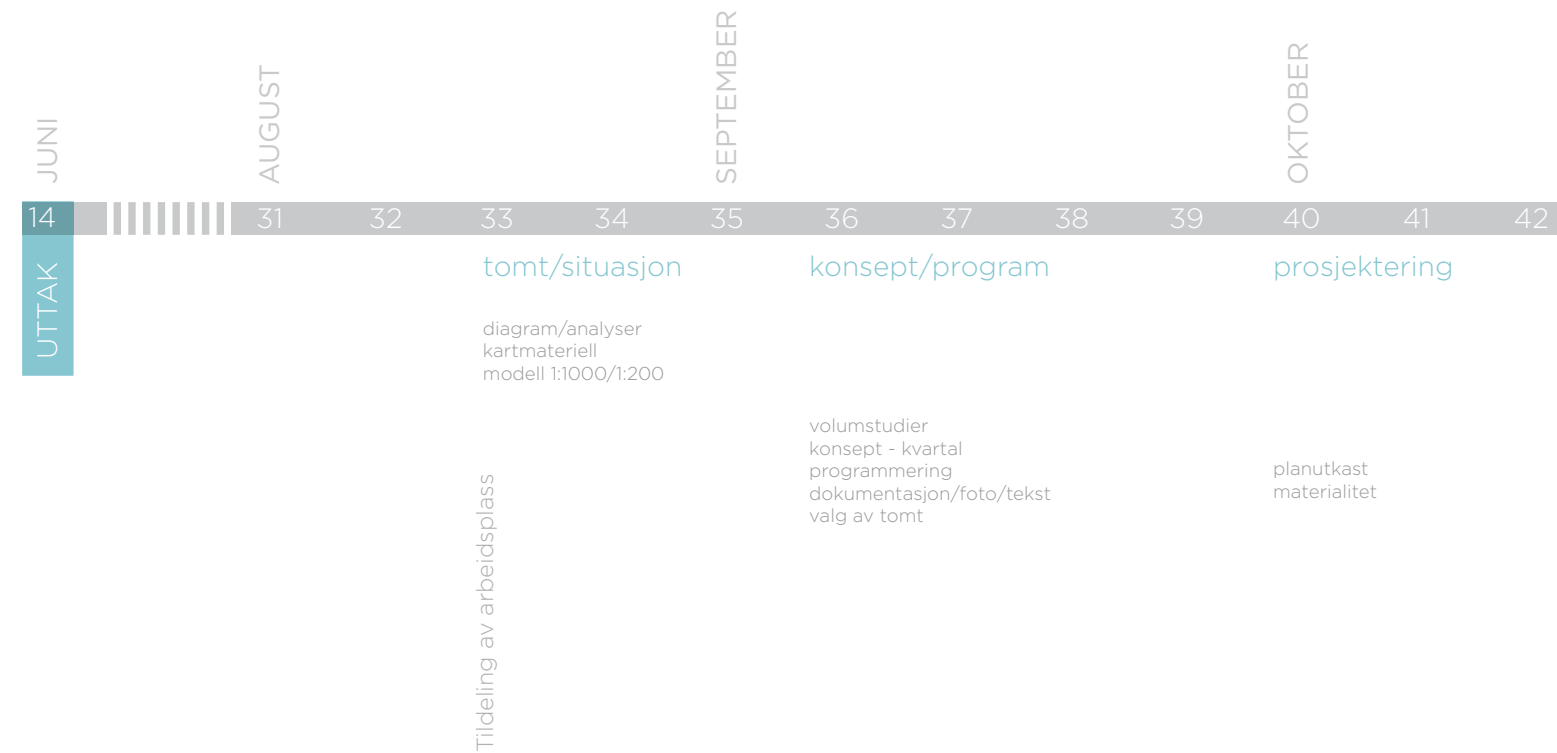 JUNI
AUGUST
SEPTEMBER
OKTOBER
14 31 32 33 34 35 36 37 38 39 40 41 42
UTTAK
tomt/situasjon
diagram/analyser
kartmateriell
modell 1:1000/1:200
Tildeling av arbeidsplass
konsept/program
volumstudier
konsept - kvartal
programmering
dokumentasjon/foto/tekst
valg av tomt
prosjektering
planutkast
materialitet